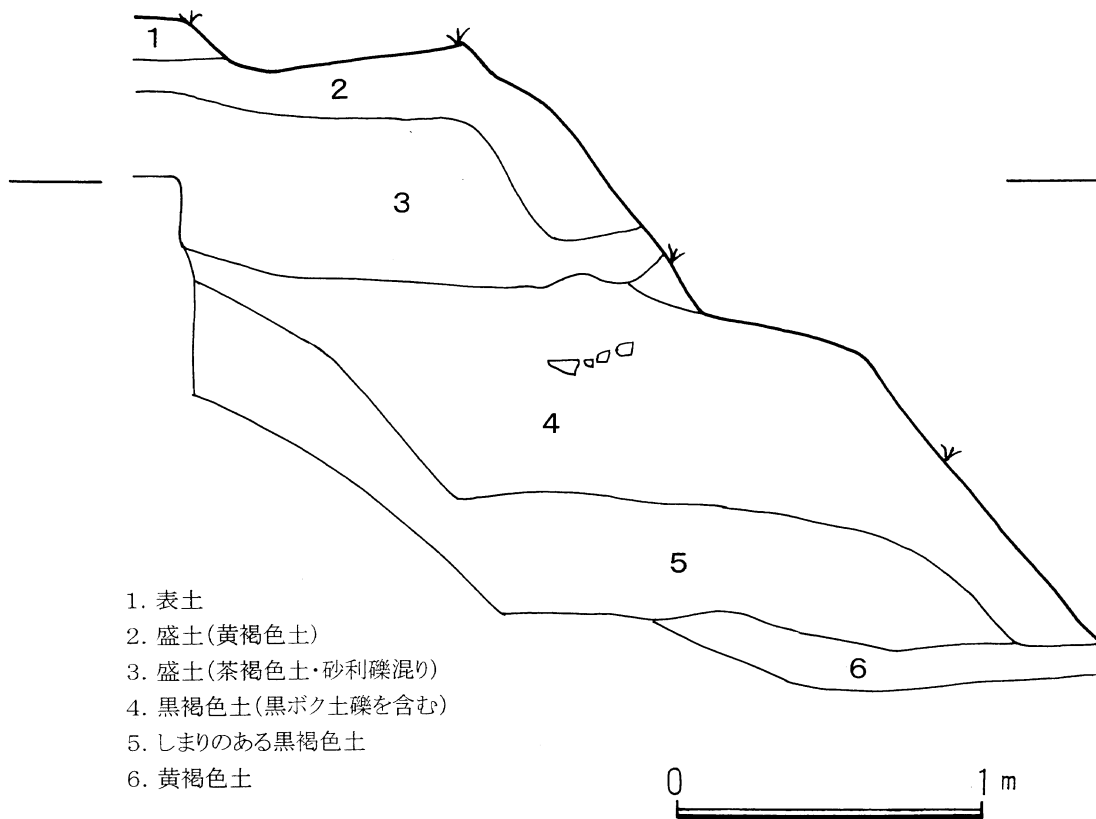 1
2
3
4
5
6
1. 表土
2. 盛土(黄褐色土)
3. 盛土(茶褐色土・砂利礫混り)
4. 黒褐色土(黒ボク土礫を含む)
5. しまりのある黒褐色土
6. 黄褐色土
0 1 m